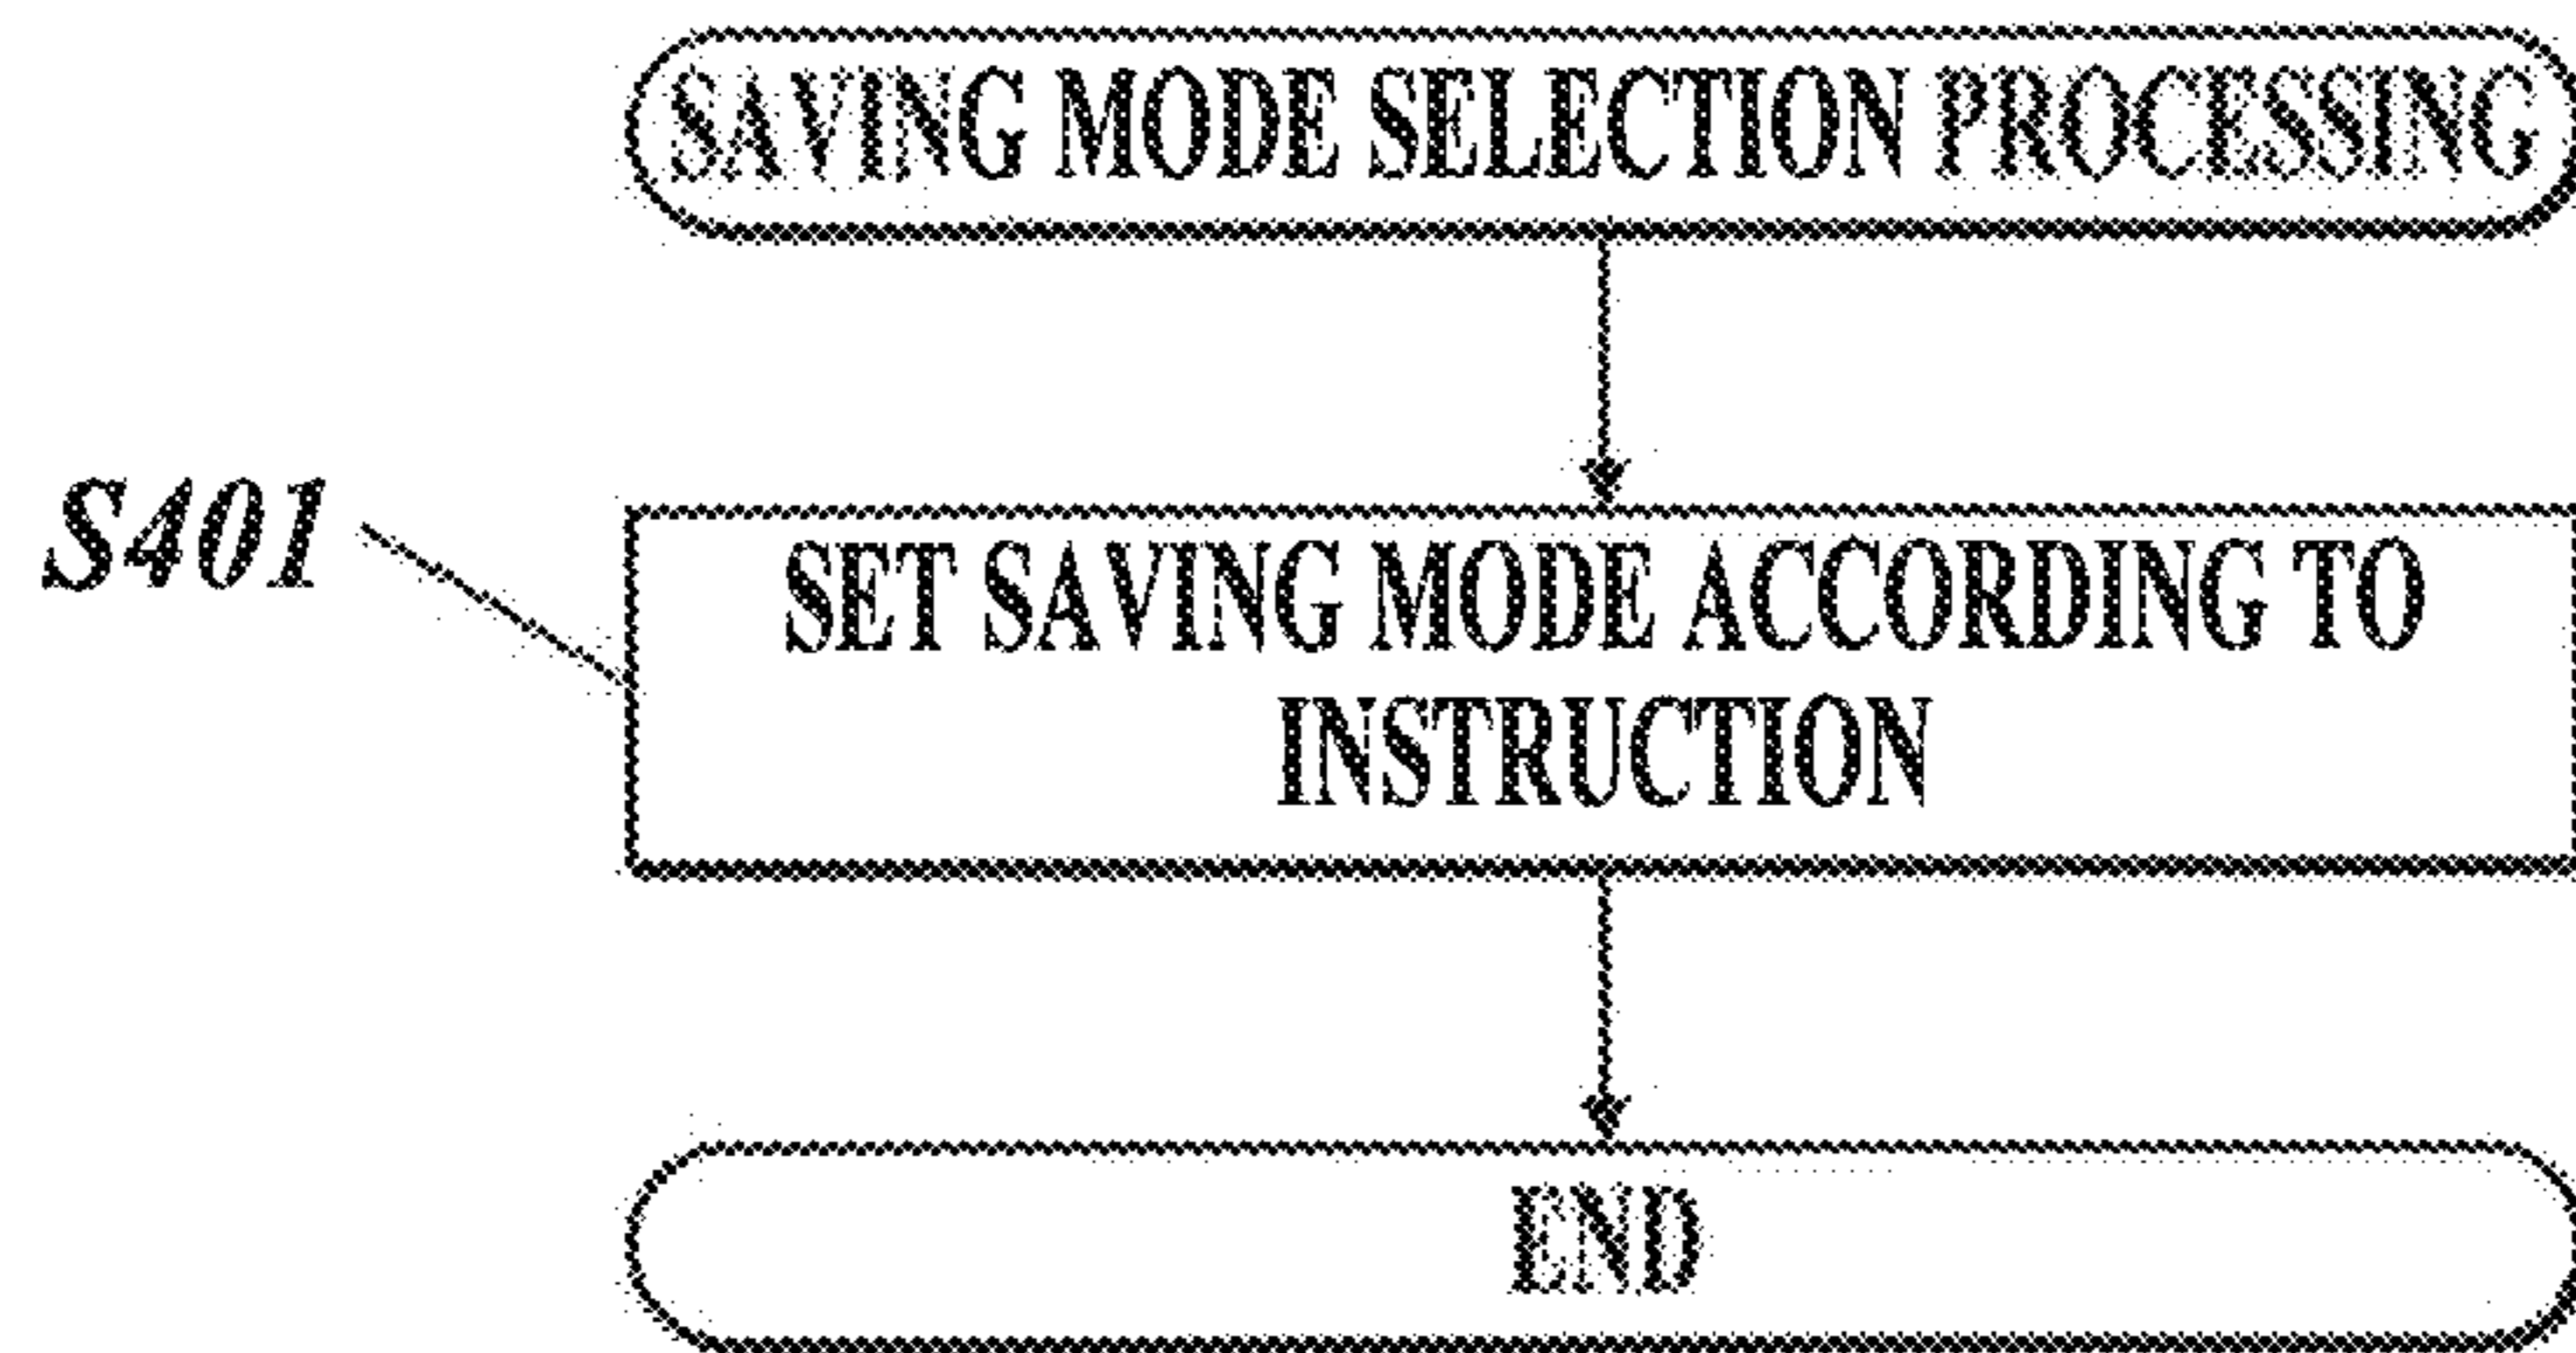 SAVING MODE SELECTION PROCESSING
S401
SET SAVING MODE ACCORDING TO
INSTRUCTION
END